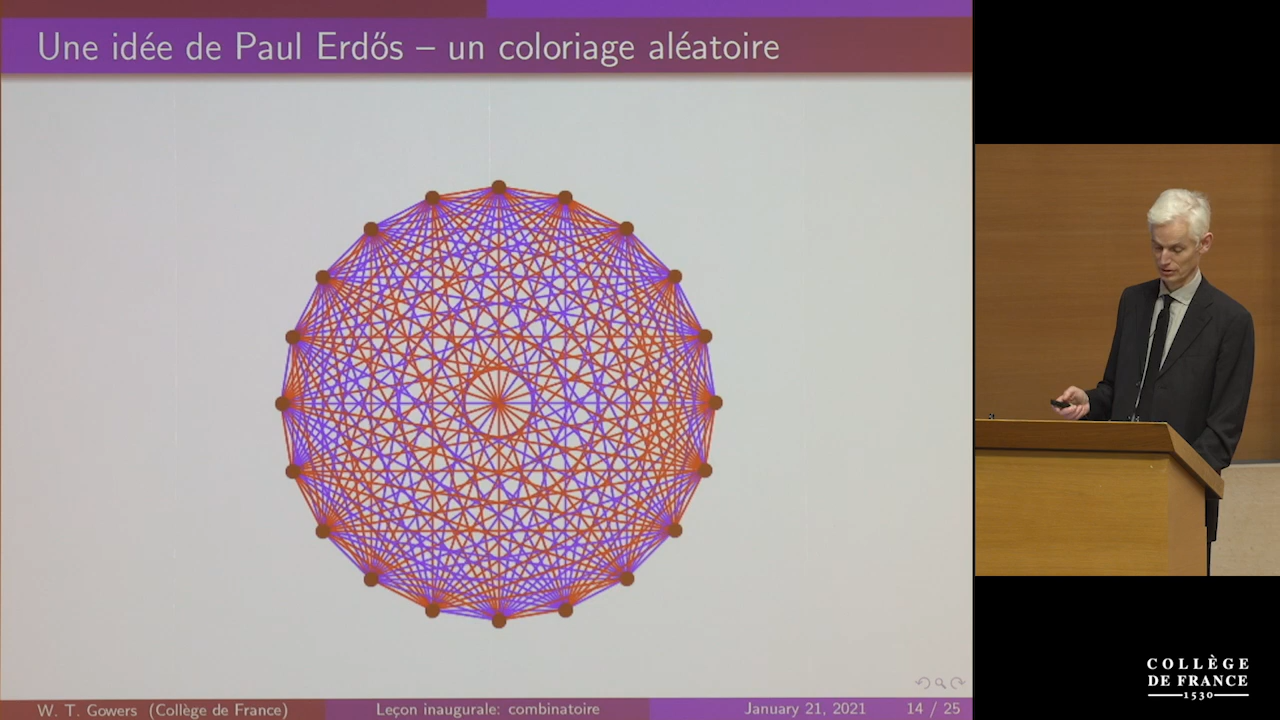 Une idée de Paul Erdős – un coloriage aléatoire
W. T. Gowers (Collège de France)
Leçon inaugurale: combinatoire
January 21, 2021
14 / 25
COLLÈGE
DE FRANCE
1530